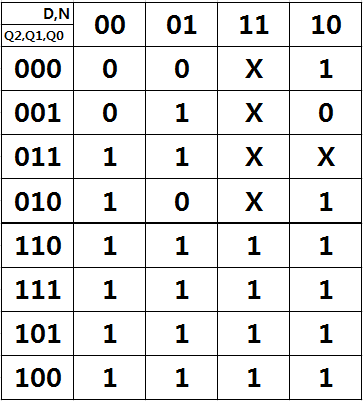 D,N 00 01 11 10
Q2,Q1,Q0
000 0 0 X 1
001 0 1 X 0
011 1 1 X X
010 1 0 X 1
110 1 1 1 1
111 1 1 1 1
101 1 1 1 1
100 1 1 1 1